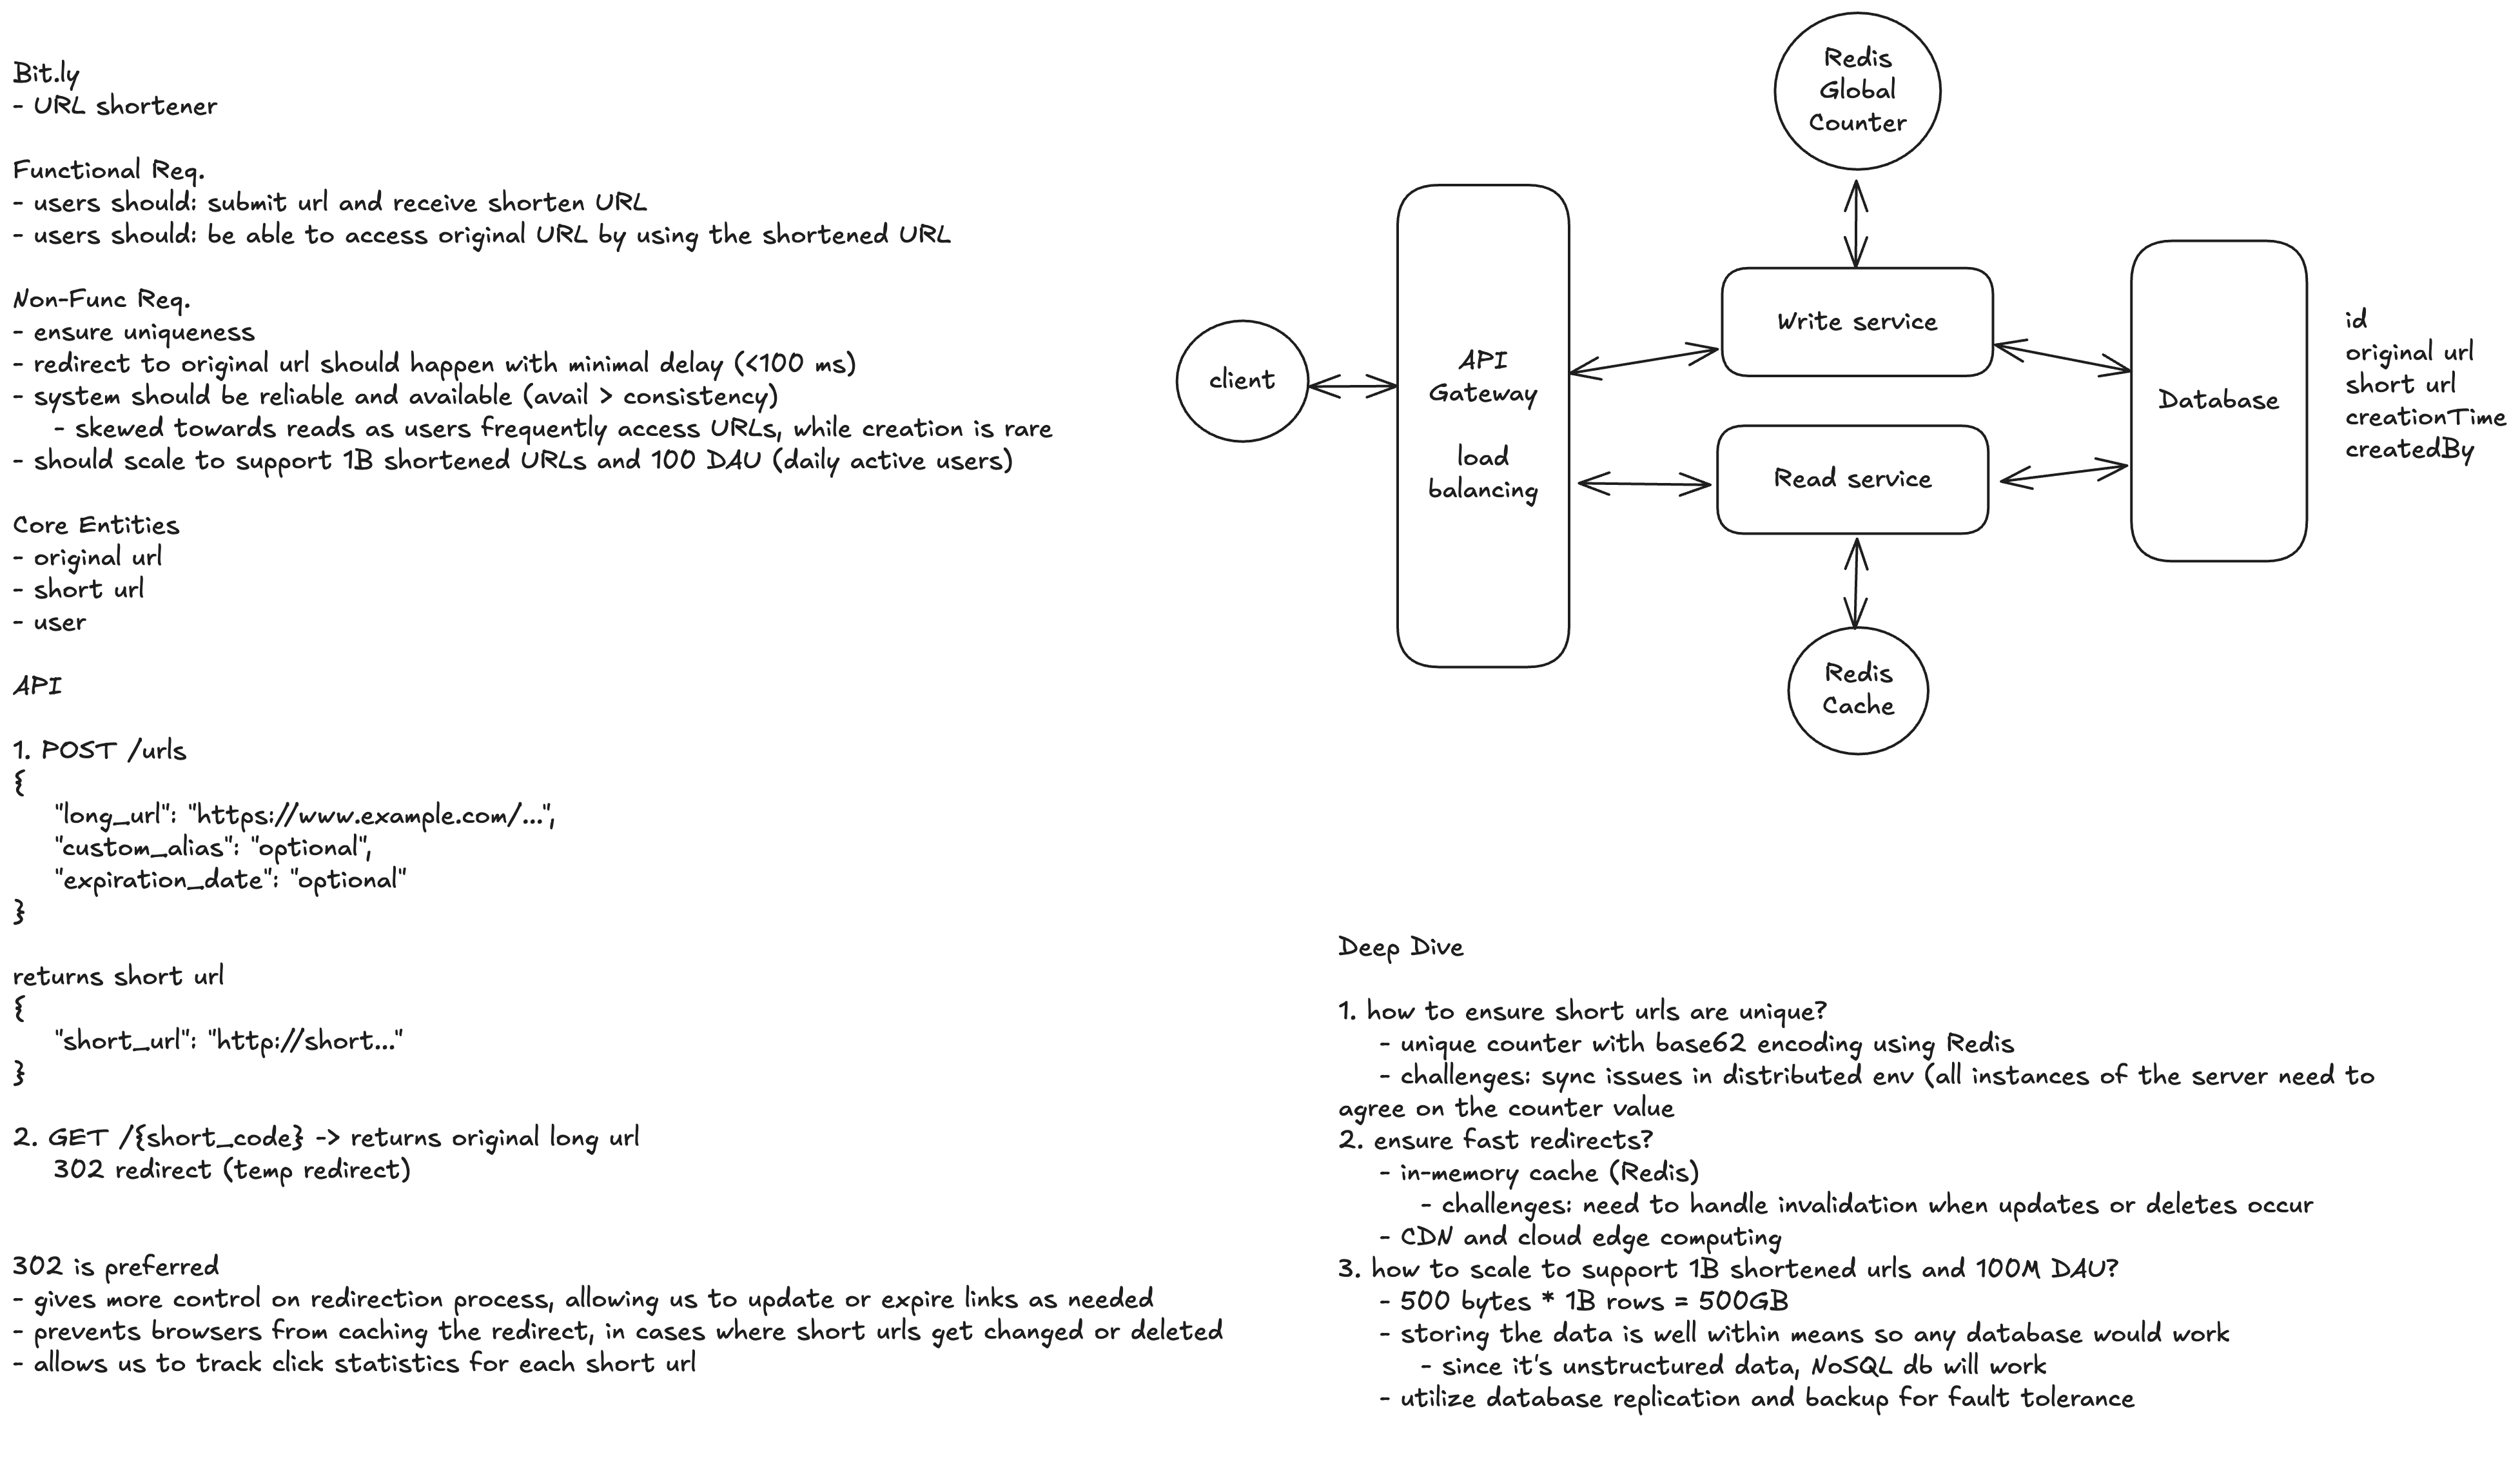 Bit.ly
- URL shortener
Functional Req.
- users should: submit url and receive shorten URL
- users should: be able to access original URL by using the shortened URL
Non-Func Req.
- ensure uniqueness
- redirect to original url should happen with minimal delay (<100 ms)
- system should be reliable and available (avail > consistency)
- skewed towards reads as users frequently access URLs, while creation is rare
- should scale to support 1B shortened URLs and 100 DAU (daily active users)
Core Entities
- original url
- short url
- user
API
1. POST /urls
{
"long_url": "https://www.example.com/...",
"custom_alias": "optional",
"expiration_date": "optional"
}
returns short url
{
"short_url": "http://short..."
}
2. GET /{short_code} -> returns original long url
302 redirect (temp redirect)
302 is preferred
- gives more control on redirection process, allowing us to update or expire links as needed
- prevents browsers from caching the redirect, in cases where short urls get changed or deleted
- allows us to track click statistics for each short url
client
API
Gateway
load
balancing
Redis
Global
Counter
Write service
Read service
Redis
Cache
Database
id
original url
short url
creationTime
createdBy
Deep Dive
1. how to ensure short urls are unique?
- unique counter with base62 encoding using Redis
- challenges: sync issues in distributed env (all instances of the server need to
agree on the counter value
2. ensure fast redirects?
- in-memory cache (Redis)
- challenges: need to handle invalidation when updates or deletes occur
- CDN and cloud edge computing
3. how to scale to support 1B shortened urls and 100M DAU?
- 500 bytes * 1B rows = 500GB
- storing the data is well within means so any database would work
- since it's unstructured data, NoSQL db will work
- utilize database replication and backup for fault tolerance